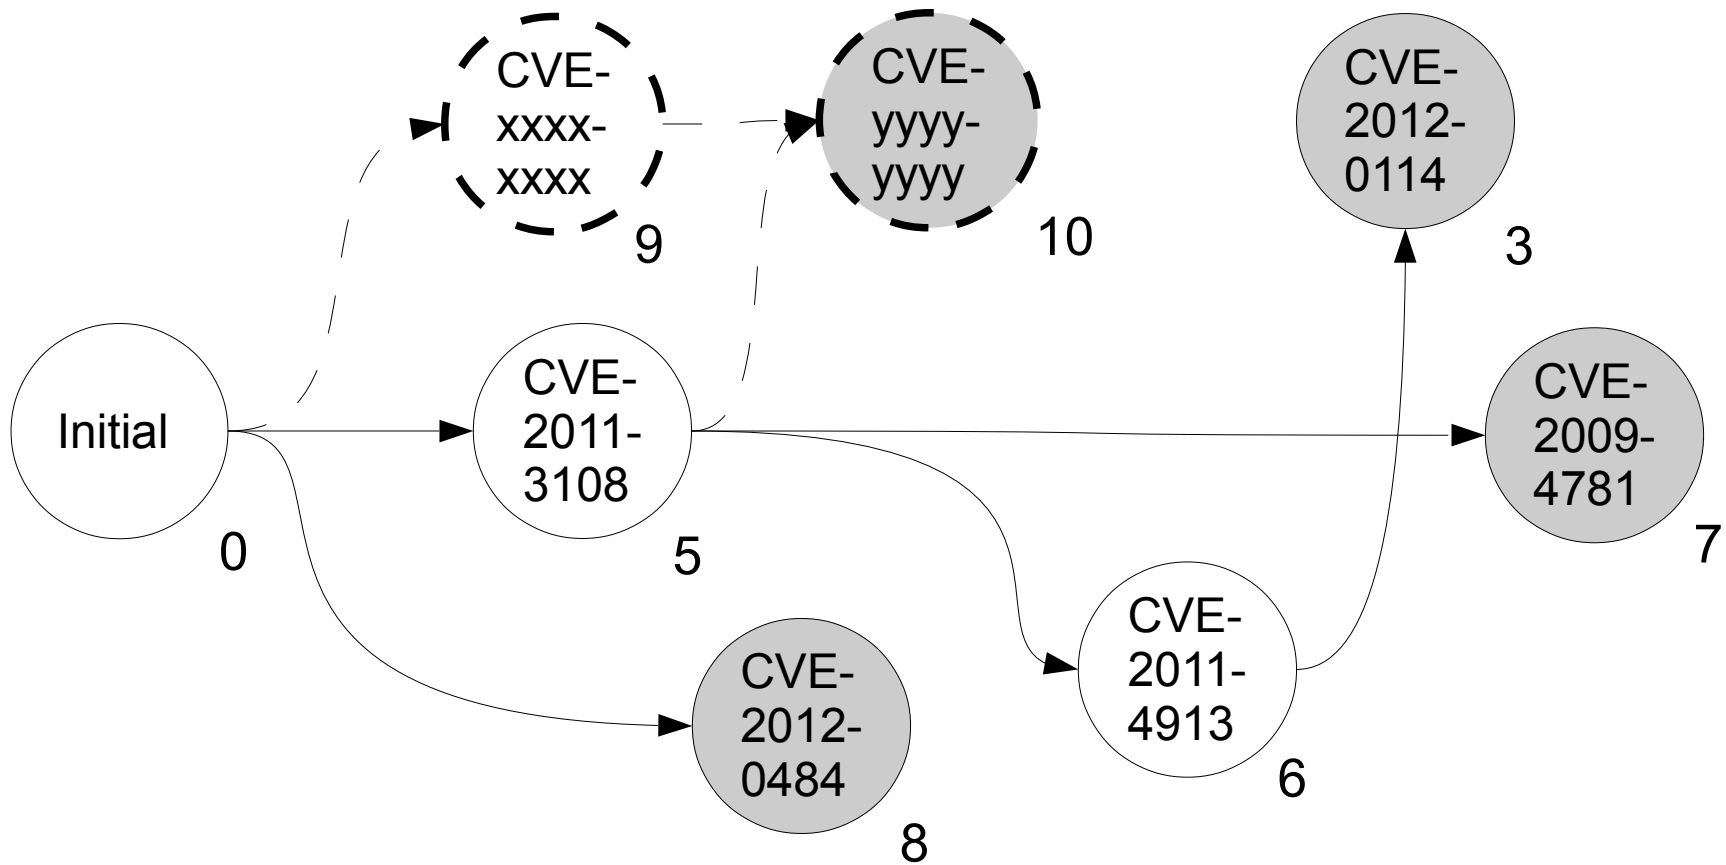 CVE-
xxxx-
xxxx
9
CVE-
yyyy-
yyyy
10
CVE-
2012-
0114
3
Initial
0
CVE-
2011-
3108
5
CVE-
2009-
4781
7
CVE-
2012-
0484
8
CVE-
2011-
4913
6